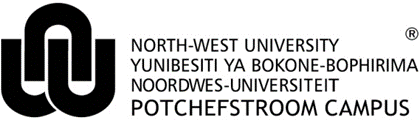 ®
NORTH-WEST UNIVERSITY
YUNIBESITI YA BOKONE-BOPHIRIMA
NOORDWES-UNIVERSITEIT
POTCHEFSTROOM CAMPUS